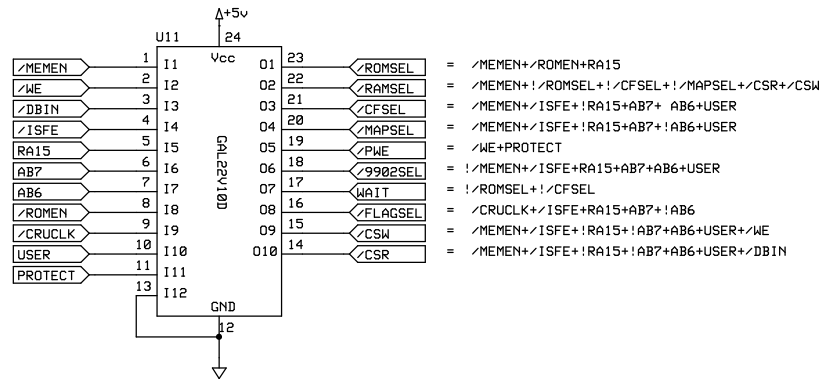 +5v
U11 24
/MEMEN 1 I1 Vcc O1 23 /ROMSEL = /MEMEN+/ROMEN+RA15
/WE 2 I2 O2 22 /RAMSEL = /MEMEN+!/ROMSEL+!/CFSEL+!/MAPSEL+/CSR+/CSW
/DBIN 3 I3 O3 21 /CFSEL = /MEMEN+/ISFE+!RA15+AB7+ AB6+USER
/ISFE 4 I4 O4 20 /MAPSEL = /MEMEN+/ISFE+!RA15+AB7+!AB6+USER
RA15 5 I5 O5 19 /PWE = /WE+PROTECT
AB7 6 I6 O6 18 /9902SEL = !/MEMEN+/ISFE+RA15+AB7+AB6+USER
AB6 7 I7 O7 17 WAIT = !/ROMSEL+!/CFSEL
/ROMEN 8 I8 O8 16 /FLAGSEL = /CRUCLK+/ISFE+RA15+AB7+!AB6
/CRUCLK 9 I9 O9 15 /CSW = /MEMEN+/ISFE+!RA15+!AB7+AB6+USER+/WE
USER 10 I10 O10 14 /CSR = /MEMEN+/ISFE+!RA15+!AB7+AB6+USER+/DBIN
PROTECT 11 I11
13 I12
GAL22V10D
GND
12